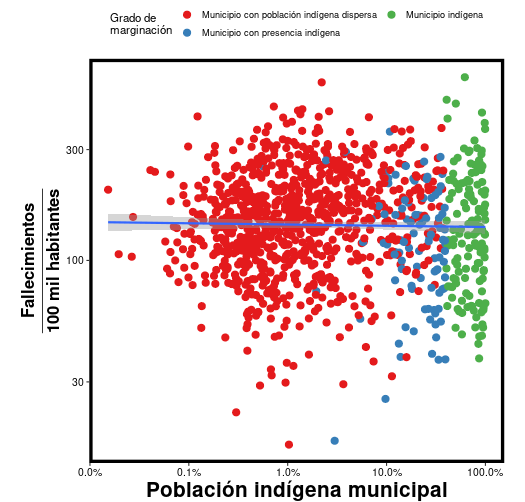 Grado de
marginación
Municipio con población indígena dispersa
Municipio indígena
Municipio con presencia indígena
Fallecimientos
100 mil habitantes
300
100
30
0.0%
0.1%
1.0%
10.0%
100.0%
Población indígena municipal